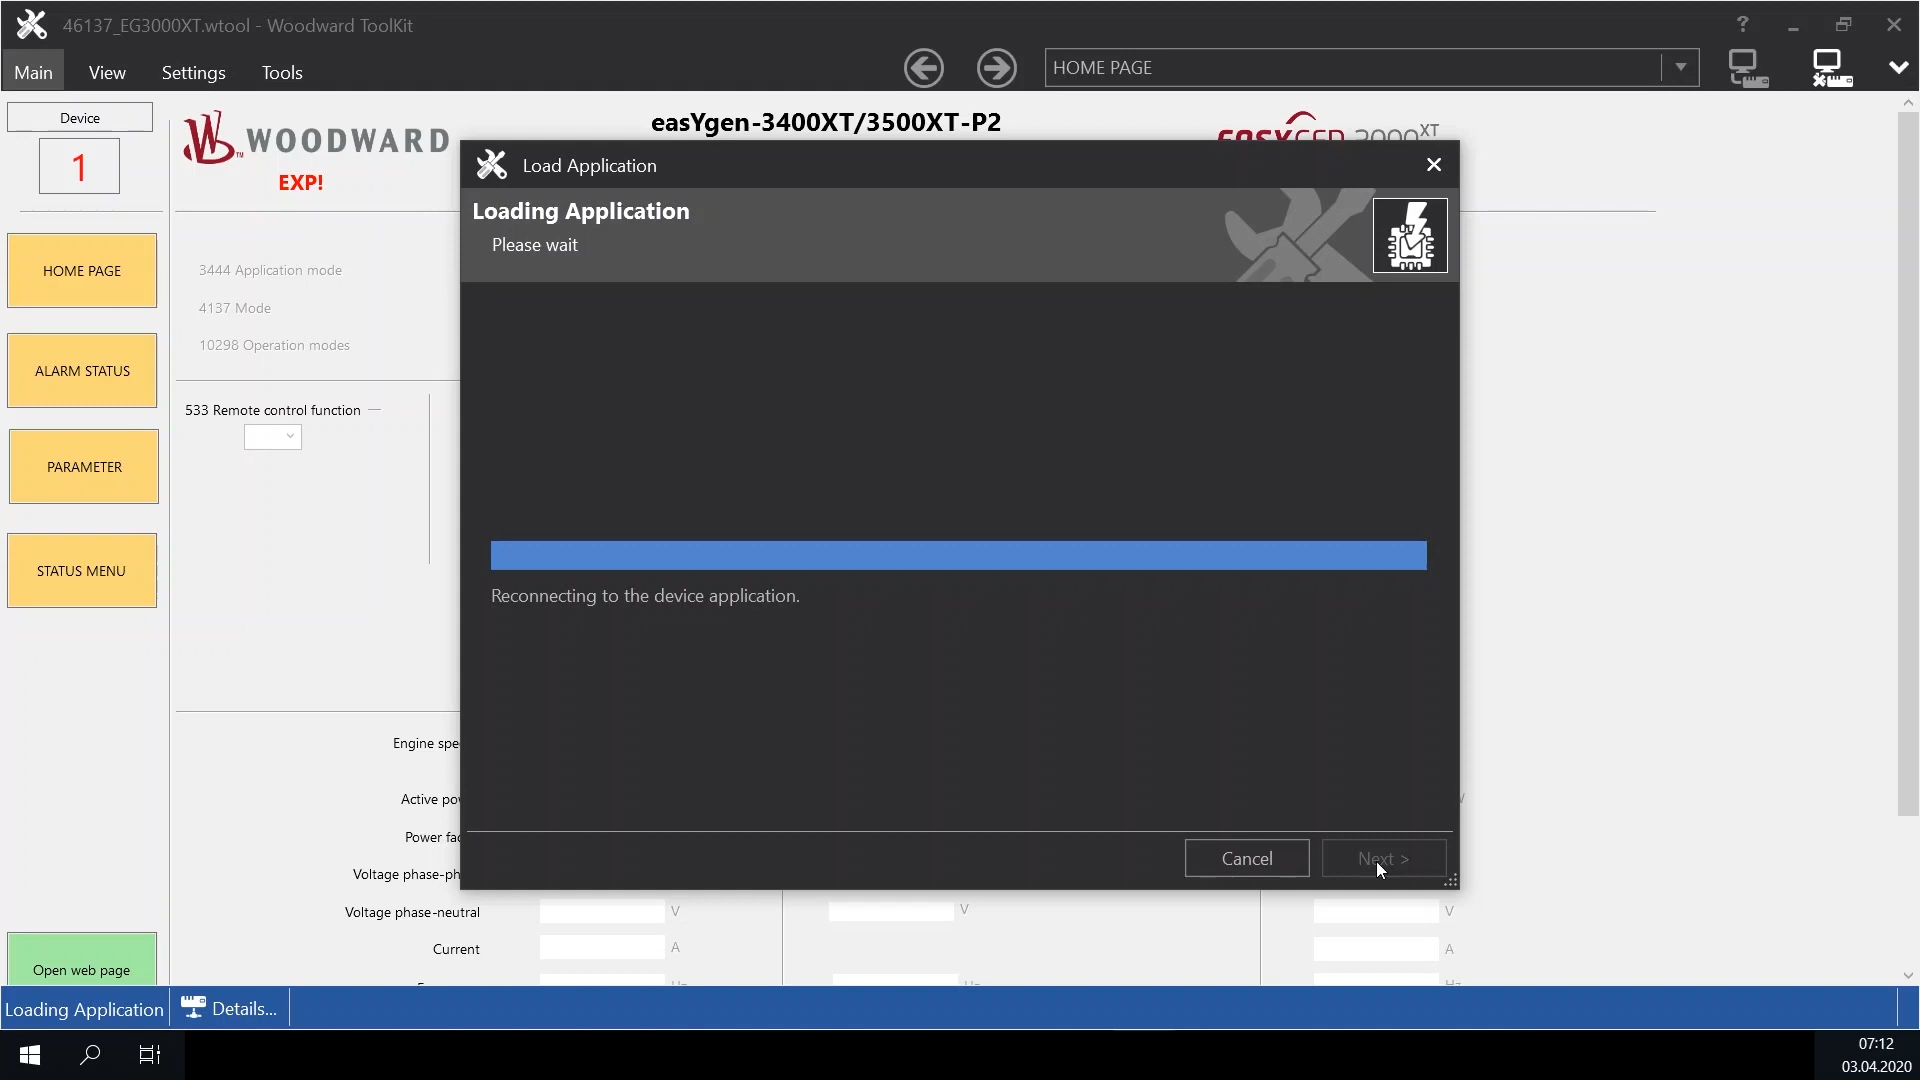 46137_EG3000XT.wtool - Woodward ToolKit
?
Main
View
Settings
Tools
HOME PAGE
Device
1
WOODWARD
EXP!
easYgen-3400XT/3500XT-P2
EASYGEN 3000XT
HOME PAGE
ALARM STATUS
PARAMETER
STATUS MENU
Open web page
3444 Application mode
4137 Mode
10298 Operation modes
533 Remote control function
Load Application
Loading Application
Please wait
Reconnecting to the device application.
Cancel
Next >
Engine spe
Active po
Power fac
Voltage phase-ph
Voltage phase-neutral
V
V
V
Current
A
A
Loading Application
Details...
07:12
03.04.2020